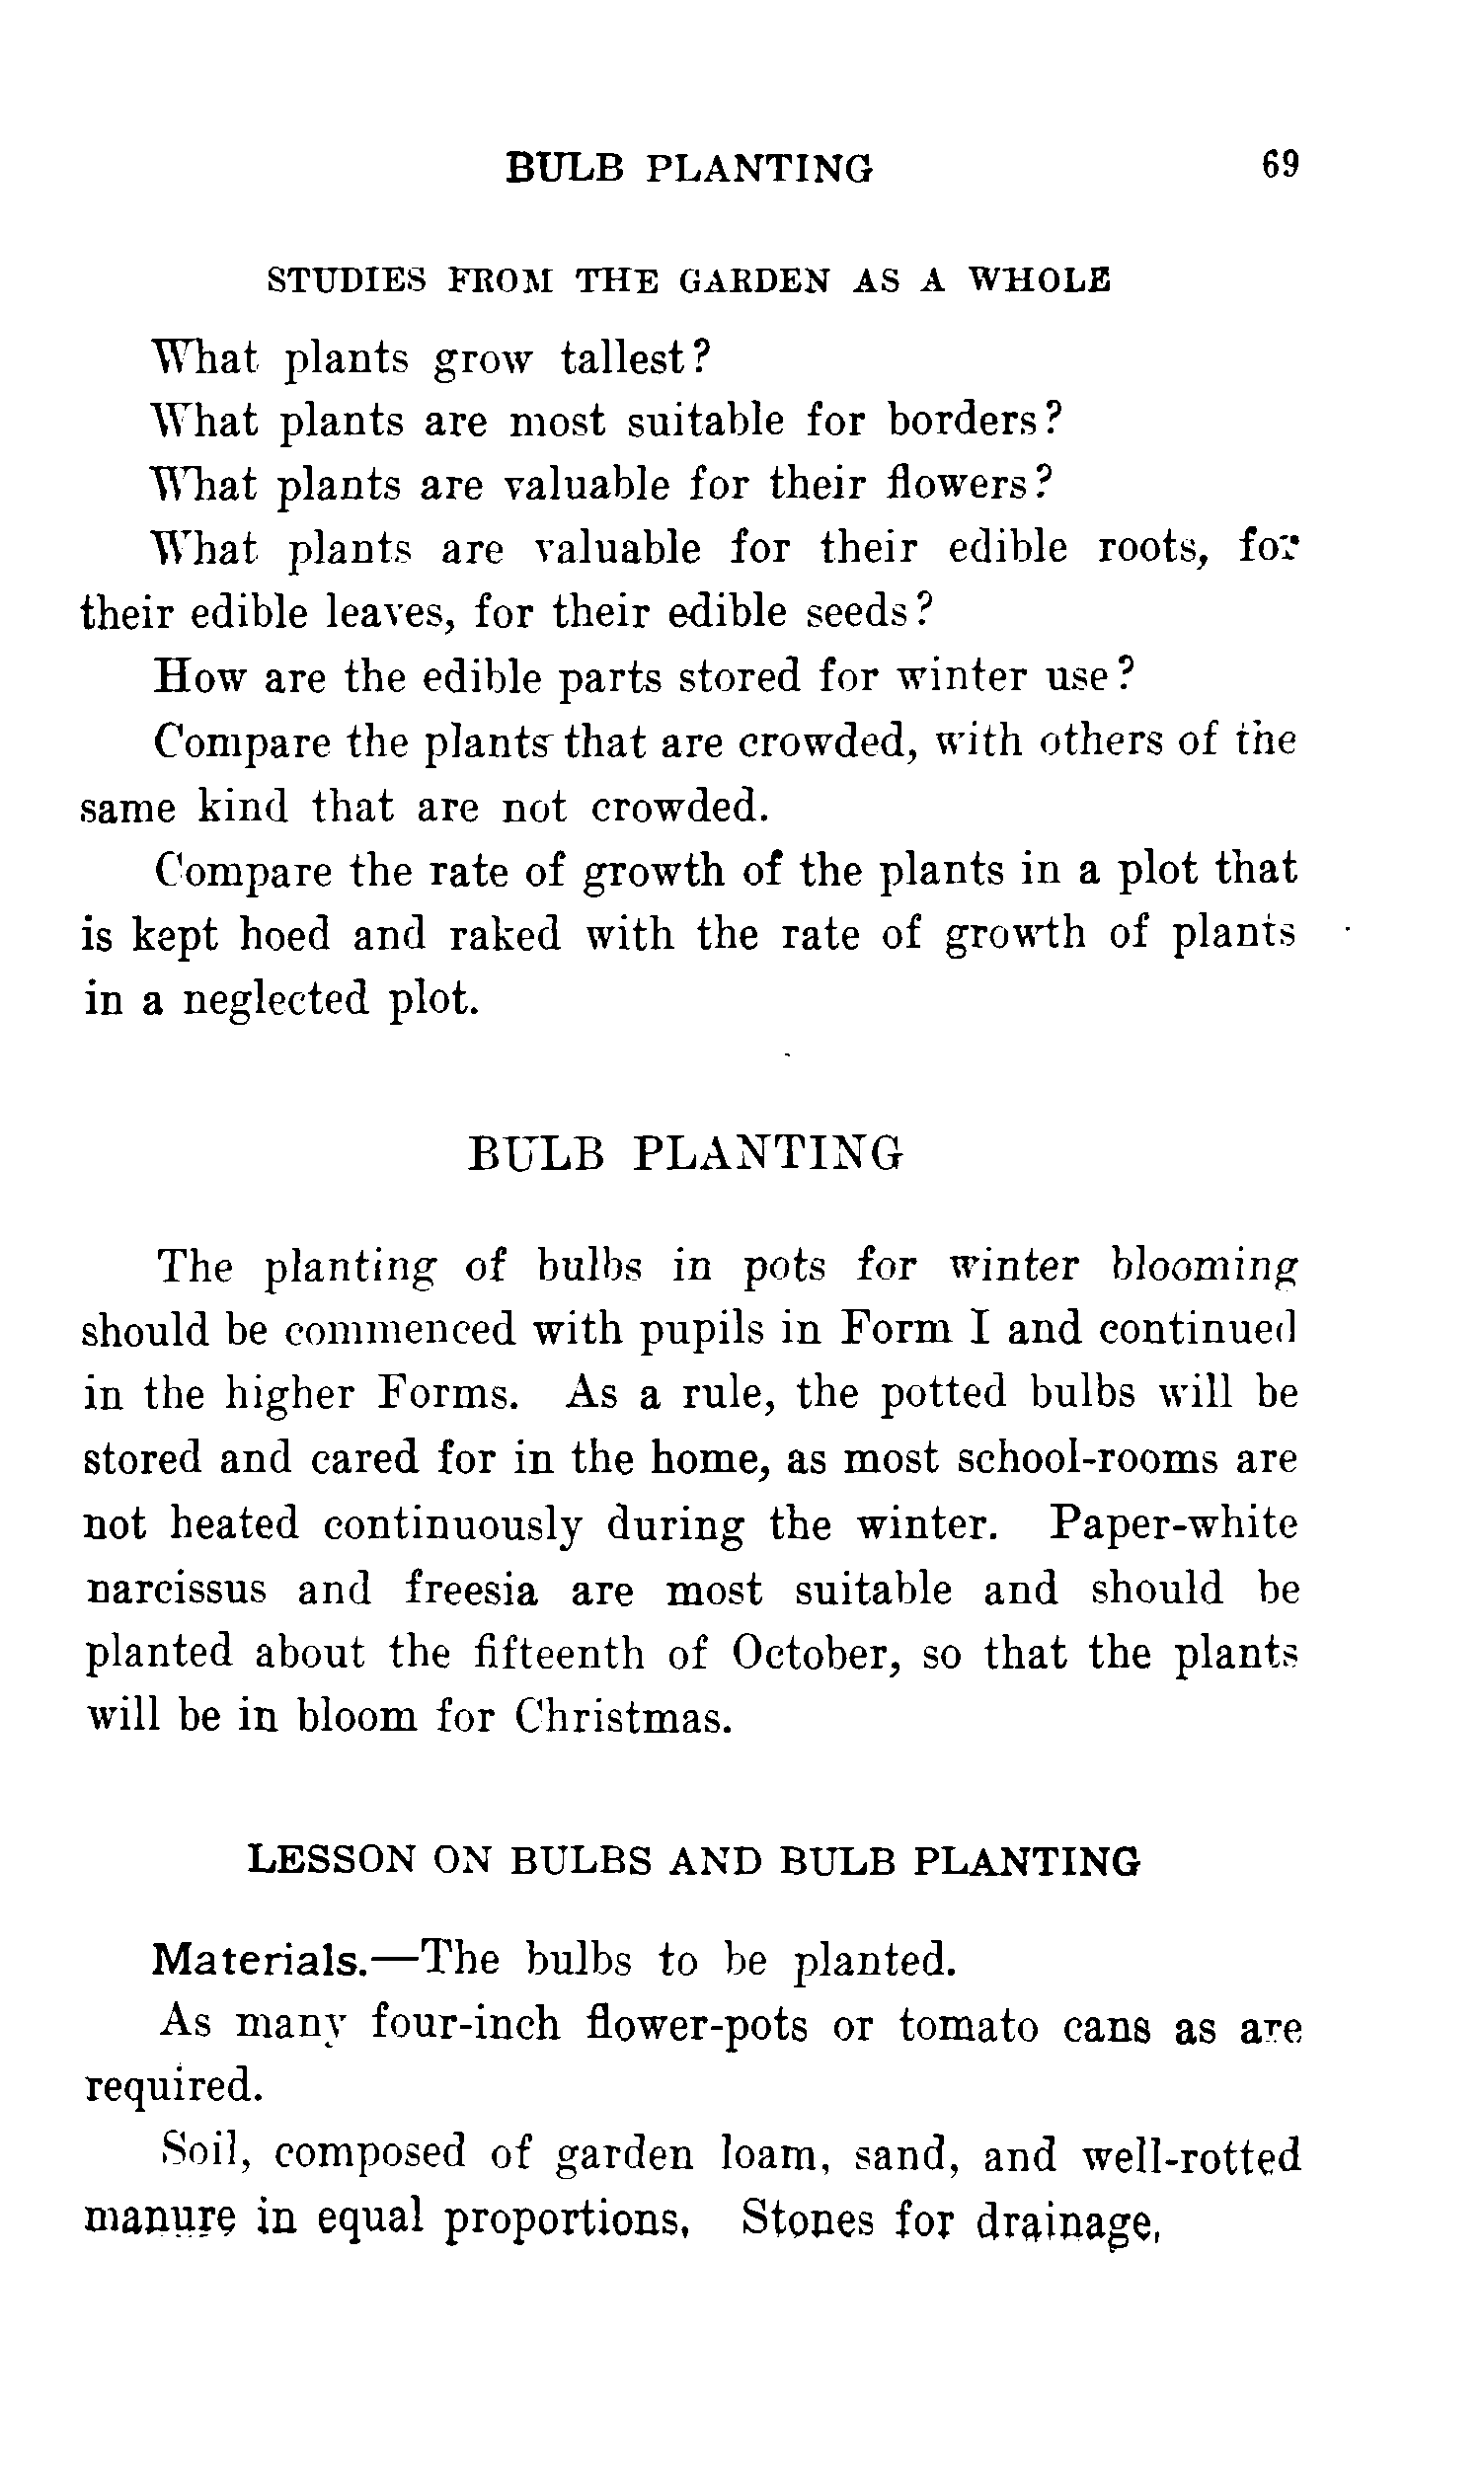 BULB PLANTING 69
STUDIES FROM THE GARDEN AS A WHOLE
What plants grow tallest?
What plants are most suitable for borders?
What plants are valuable for their flowers?
What plants are valuable for their edible roots, for
their edible leaves, for their edible seeds?
How are the edible parts stored for winter use?
Compare the plants that are crowded, with others of the
same kind that are not crowded.
Compare the rate of growth of the plants in a plot that
is kept hoed and raked with the rate of growth of plants
in a neglected plot.
BULB PLANTING
The planting of bulbs in pots for winter blooming
should be commenced with pupils in Form I and continued
in the higher Forms. As a rule, the potted bulbs will be
stored and cared for in the home, as most school-rooms are
not heated continuously during the winter. Paper-white
narcissus and freesia are most suitable and should be
planted about the fifteenth of October, so that the plants
will be in bloom for Christmas.
LESSON ON BULBS AND BULB PLANTING
Materials.—The bulbs to be planted.
As many four-inch flower-pots or tomato cans as are
required.
Soil, composed of garden loam, sand, and well-rotted
manure in equal proportions. Stones for drainage.